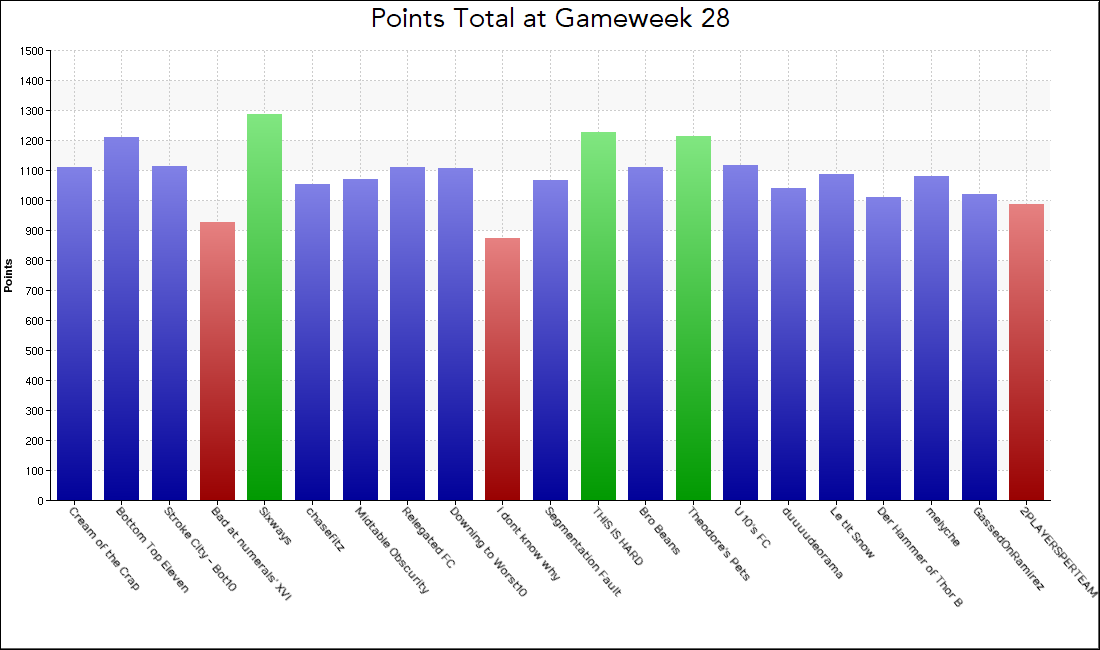 Points Total at Gameweek 28
1500
1400
1300
1200
1100
1000
900
800
700
600
500
400
300
200
100
0
Points
Cream of the Crap
Bottom Top Eleven
Stroke City - Bot10
Bad at numerals' XVI
Sixways
chasefitz
Midtable Obscurity
Relegated FC
Downing to Worst10
i dont know why
Segmentation Fault
THIS IS HARD
Bro Beans
Theodore's Pets
U10's FC
duuuudeorama
Le tit Snow
Der Hammer of Thor B
melyche
GassedOnRamirez
2PLAYERSPERTEAM